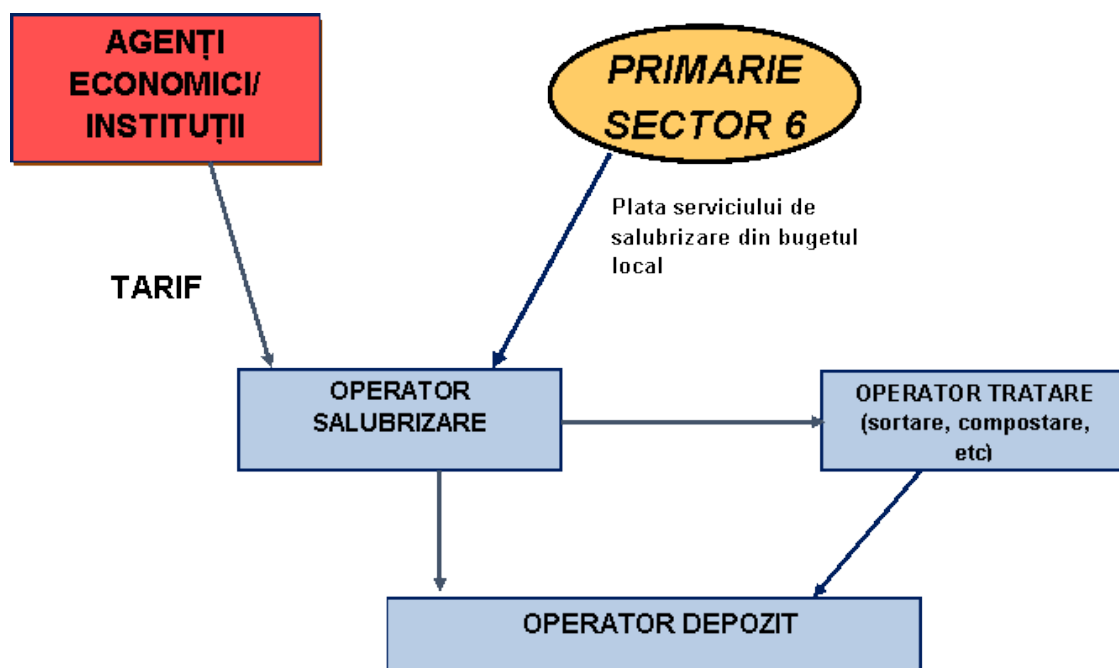 AGENȚI
ECONOMICI/
INSTITUȚII
PRIMARIE
SECTOR 6
Plata serviciului de
salubrizare din bugetul
local
TARIF
OPERATOR
SALUBRIZARE
OPERATOR TRATARE
(sortare, compostare,
etc)
OPERATOR DEPOZIT